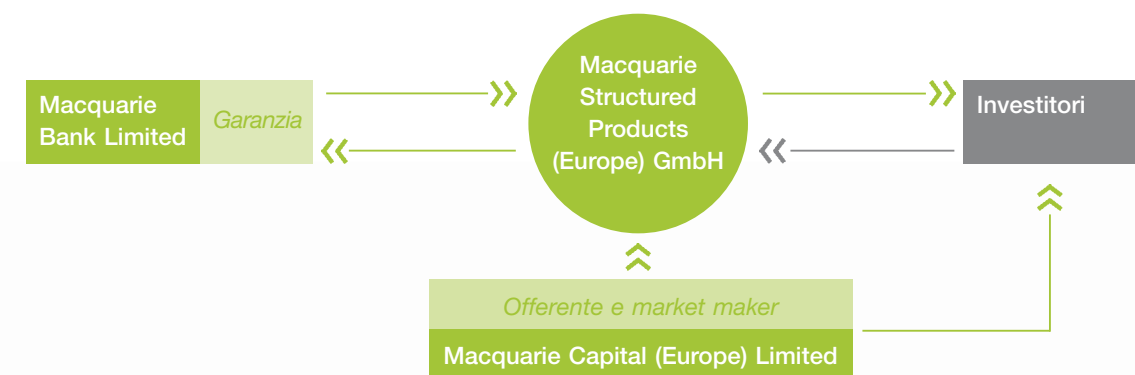 Macquarie
Bank Limited
Garanzia
Macquarie
Structured
Products
(Europe) GmbH
Investitori
Offerente e market maker
Macquarie Capital (Europe) Limited